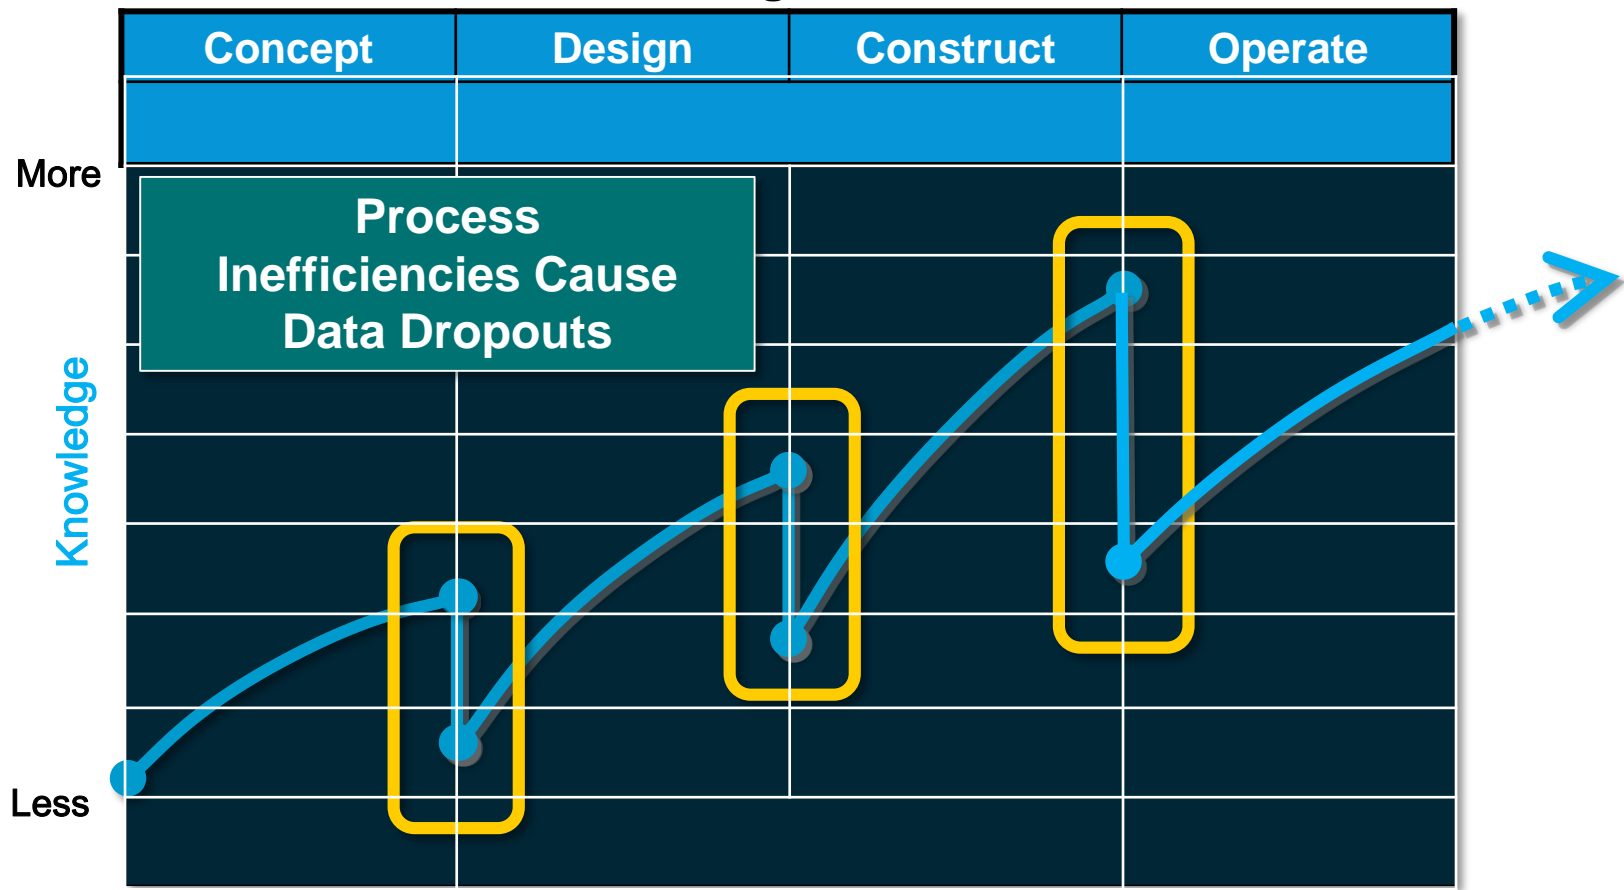 Concept Design Construct Operate
More
Process
Inefficiencies Cause
Data Dropouts
Knowledge
Less